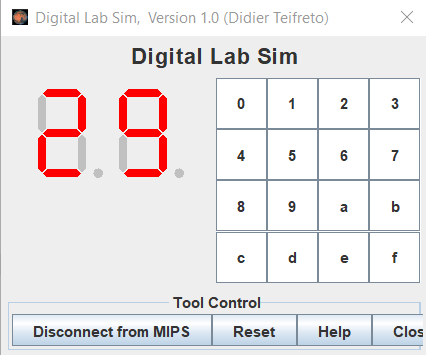 Digital Lab Sim, Version 1.0 (Didier Teifreto)
Digital Lab Sim
29
0 1 2 3
4 5 6 7
8 9 a b
c d e f
Tool Control
Disconnect from MIPS Reset Help Clos